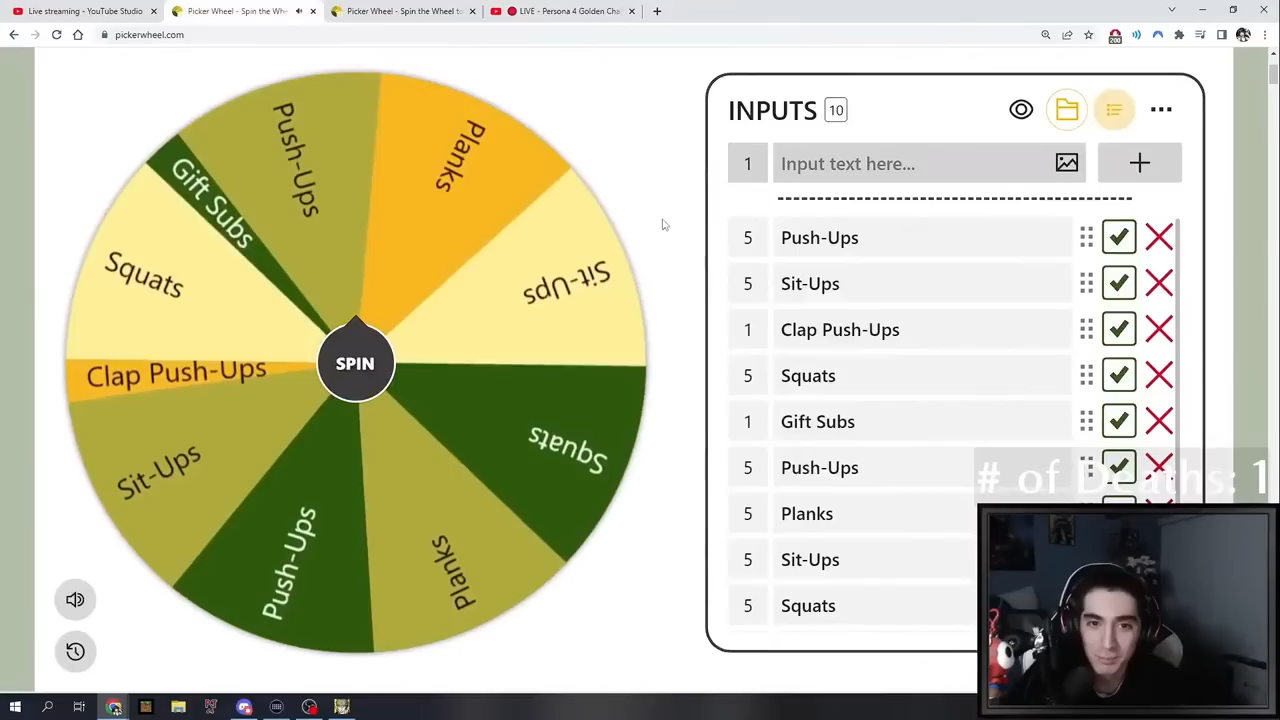 Live streaming - YouTube Studio
Picker Wheel - Spin the Whe
Picker Wheel - Spin the Wheel to
LIVE - Persona 4 Golden Cha
pickerwheel.com
200
Push-Ups
Planks
Sit-Ups
Squats
Planks
Push-Ups
Sit-Ups
Clap Push-Ups
Squats
Gift Subs
SPIN
INPUTS 10
1 Input text here...
5 Push-Ups
5 Sit-Ups
1 Clap Push-Ups
5 Squats
1 Gift Subs
5 Push-Ups
5 Planks
5 Sit-Ups
5 Squats
# of Deaths: 1